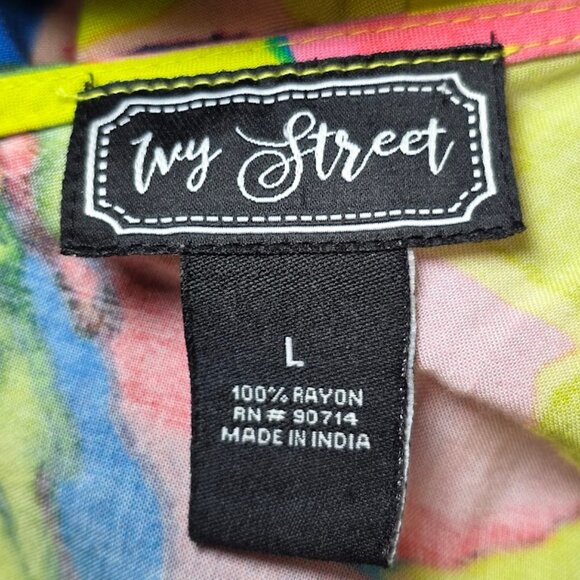 Ivy Street
L
100% RAYON
RN# 90714
MADE IN INDIA